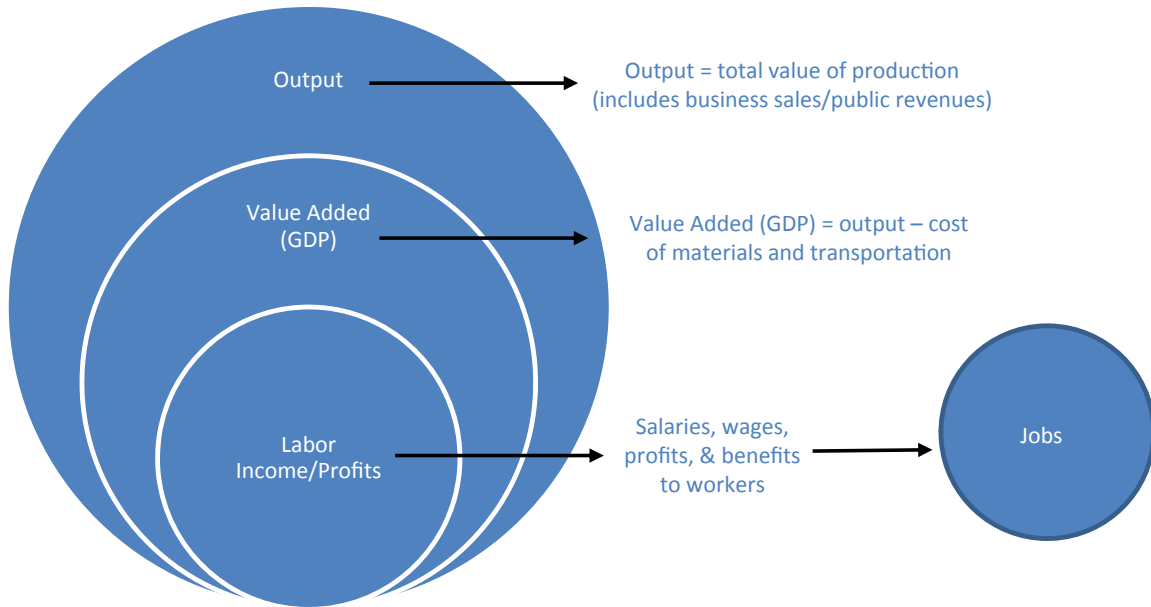 Output
Output = total value of production
(includes business sales/public revenues)
Value Added
(GDP)
Value Added (GDP) = output – cost
of materials and transportation
Labor
Income/Profits
Salaries, wages,
profits, & benefits
to workers
Jobs